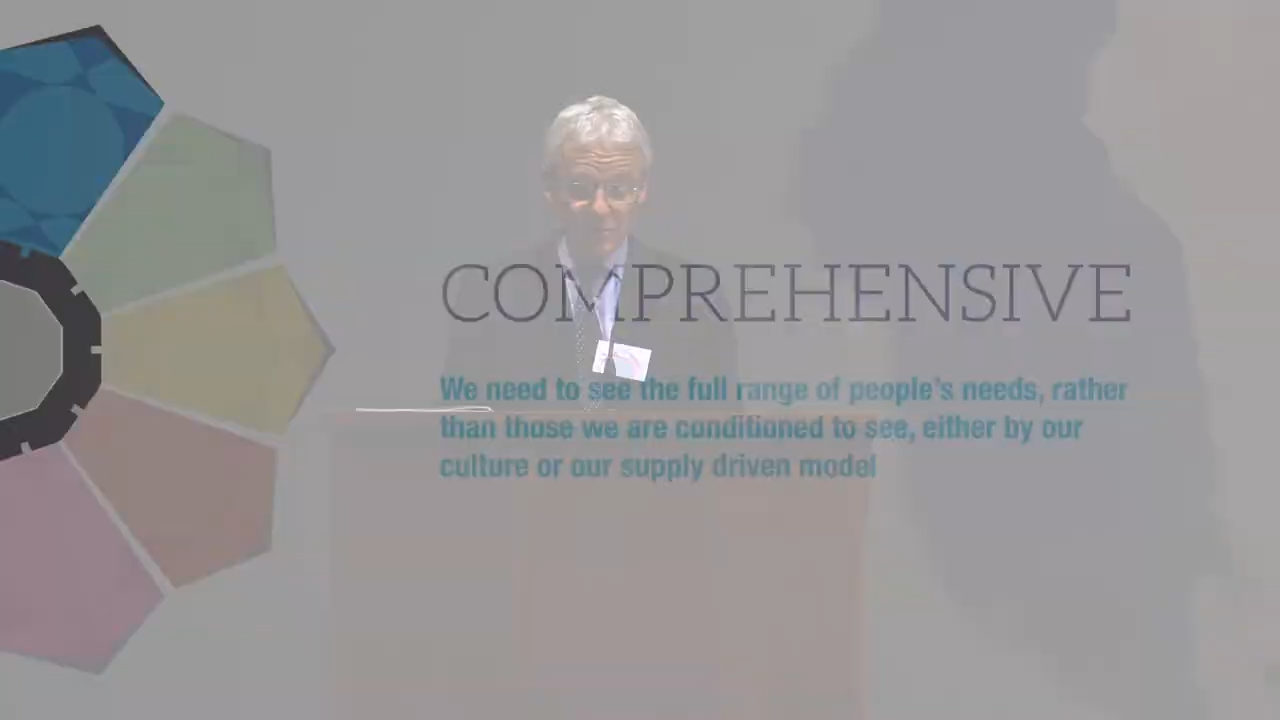 COMPREHENSIVE
We need to see the full range of people's needs, rather
than those we are conditioned to see, either by our
culture or our supply driven model